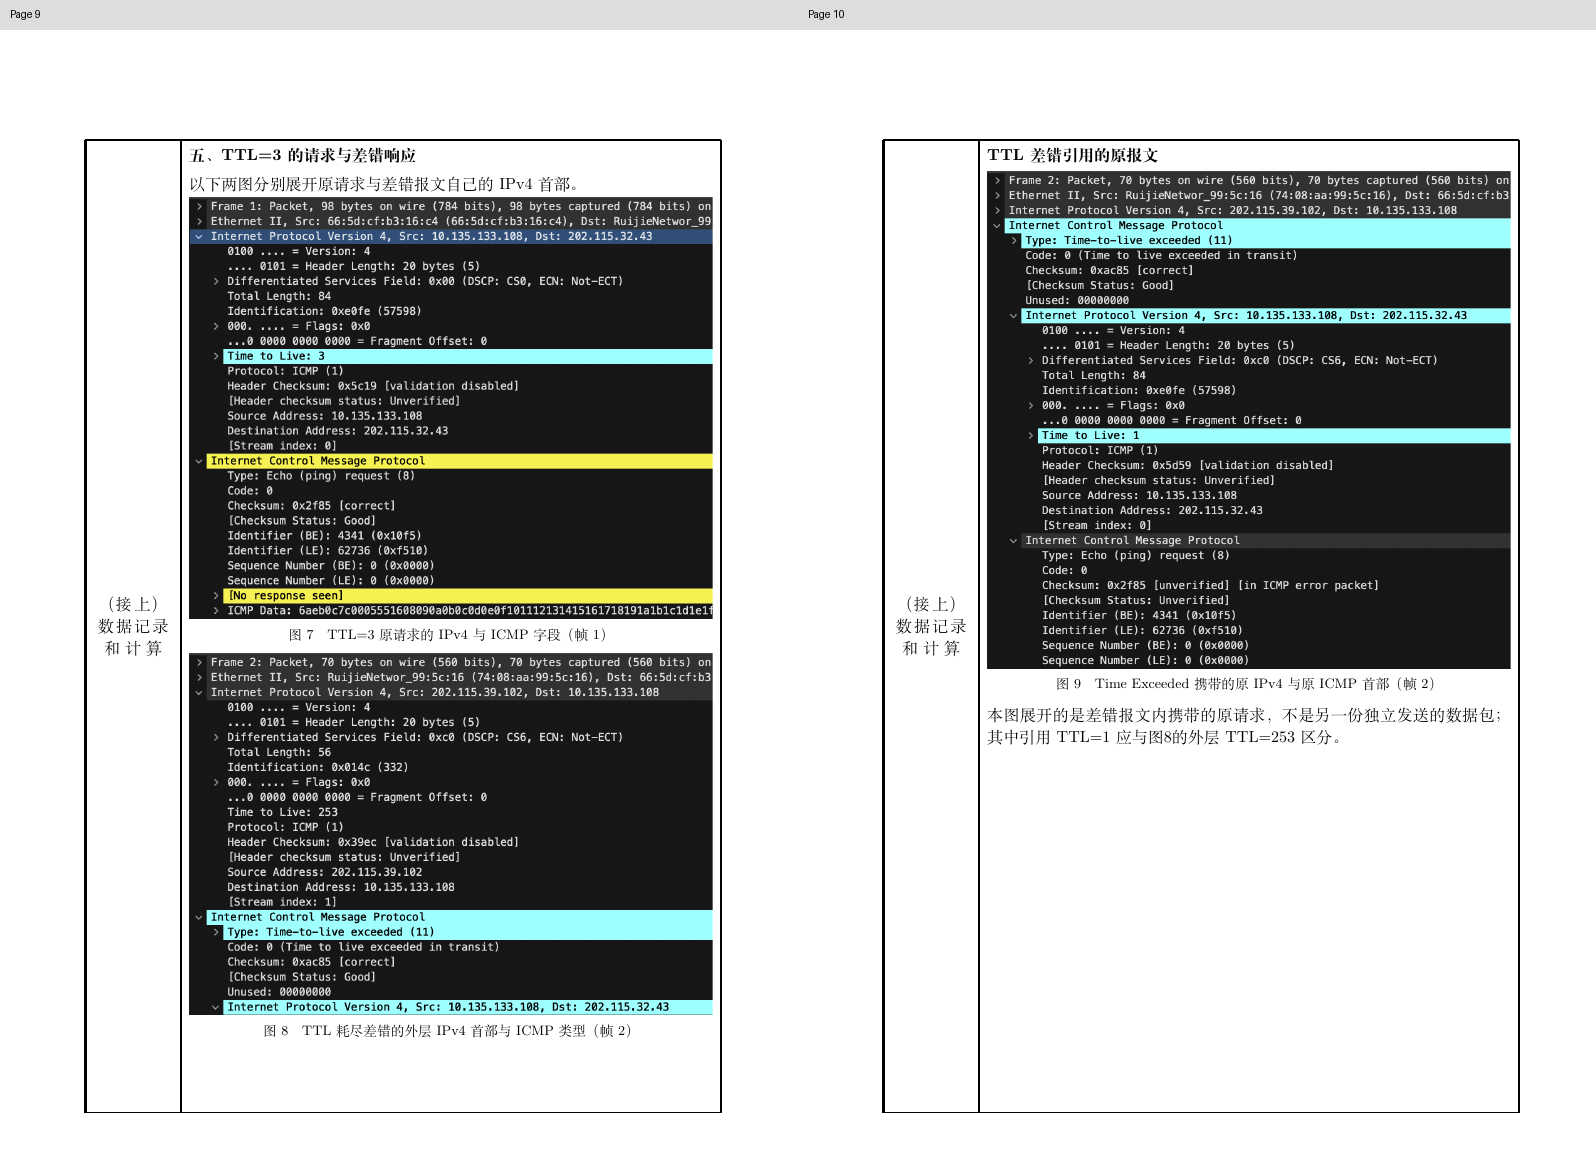 Page 9
Page 10
(接上)
数据记录
和 计 算
五、TTL=3 的请求与差错响应
以下两图分别展开原请求与差错报文自己的 IPv4 首部。
Frame 1: Packet, 98 bytes on wire (784 bits), 98 bytes captured (784 bits) on
Ethernet II, Src: 66:5d:cf:b3:16:c4 (66:5d:cf:b3:16:c4), Dst: RuijieNetwor_99
Internet Protocol Version 4, Src: 10.135.133.108, Dst: 202.115.32.43
0100 .... = Version: 4
.... 0101 = Header Length: 20 bytes (5)
Differentiated Services Field: 0x00 (DSCP: CS0, ECN: Not-ECT)
Total Length: 84
Identification: 0xe0fe (57598)
000. .... = Flags: 0x0
...0 0000 0000 0000 = Fragment Offset: 0
Time to Live: 3
Protocol: ICMP (1)
Header Checksum: 0x5c19 [validation disabled]
[Header checksum status: Unverified]
Source Address: 10.135.133.108
Destination Address: 202.115.32.43
[Stream index: 0]
Internet Control Message Protocol
Type: Echo (ping) request (8)
Code: 0
Checksum: 0x2f85 [correct]
[Checksum Status: Good]
Identifier (BE): 4341 (0x10f5)
Identifier (LE): 62736 (0xf510)
Sequence Number (BE): 0 (0x0000)
Sequence Number (LE): 0 (0x0000)
[No response seen]
ICMP Data: 6aeb0c7c0005551608090a0b0c0d0e0f101112131415161718191a1b1c1d1e1f
图 7 TTL=3 原请求的 IPv4 与 ICMP 字段（帧 1）
Frame 2: Packet, 70 bytes on wire (560 bits), 70 bytes captured (560 bits) on
Ethernet II, Src: RuijieNetwor_99:5c:16 (74:08:aa:99:5c:16), Dst: 66:5d:cf:b3
Internet Protocol Version 4, Src: 202.115.39.102, Dst: 10.135.133.108
0100 .... = Version: 4
.... 0101 = Header Length: 20 bytes (5)
Differentiated Services Field: 0xc0 (DSCP: CS6, ECN: Not-ECT)
Total Length: 56
Identification: 0x014c (332)
000. .... = Flags: 0x0
...0 0000 0000 0000 = Fragment Offset: 0
Time to Live: 253
Protocol: ICMP (1)
Header Checksum: 0x39ec [validation disabled]
[Header checksum status: Unverified]
Source Address: 202.115.39.102
Destination Address: 10.135.133.108
[Stream index: 1]
Internet Control Message Protocol
Type: Time-to-live exceeded (11)
Code: 0 (Time to live exceeded in transit)
Checksum: 0xac85 [correct]
[Checksum Status: Good]
Unused: 00000000
Internet Protocol Version 4, Src: 10.135.133.108, Dst: 202.115.32.43
图 8 TTL 耗尽差错的外层 IPv4 首部与 ICMP 类型（帧 2）
(接上)
数据记录
和 计 算
TTL 差错引用的原报文
Frame 2: Packet, 70 bytes on wire (560 bits), 70 bytes captured (560 bits) on
Ethernet II, Src: RuijieNetwor_99:5c:16 (74:08:aa:99:5c:16), Dst: 66:5d:cf:b3
Internet Protocol Version 4, Src: 202.115.39.102, Dst: 10.135.133.108
Internet Control Message Protocol
Type: Time-to-live exceeded (11)
Code: 0 (Time to live exceeded in transit)
Checksum: 0xac85 [correct]
[Checksum Status: Good]
Unused: 00000000
Internet Protocol Version 4, Src: 10.135.133.108, Dst: 202.115.32.43
0100 .... = Version: 4
.... 0101 = Header Length: 20 bytes (5)
Differentiated Services Field: 0xc0 (DSCP: CS6, ECN: Not-ECT)
Total Length: 84
Identification: 0xe0fe (57598)
000. .... = Flags: 0x0
...0 0000 0000 0000 = Fragment Offset: 0
Time to Live: 1
Protocol: ICMP (1)
Header Checksum: 0x5d59 [validation disabled]
[Header checksum status: Unverified]
Source Address: 10.135.133.108
Destination Address: 202.115.32.43
[Stream index: 0]
Internet Control Message Protocol
Type: Echo (ping) request (8)
Code: 0
Checksum: 0x2f85 [unverified] [in ICMP error packet]
[Checksum Status: Unverified]
Identifier (BE): 4341 (0x10f5)
Identifier (LE): 62736 (0xf510)
Sequence Number (BE): 0 (0x0000)
Sequence Number (LE): 0 (0x0000)
图 9 Time Exceeded 携带的原 IPv4 与原 ICMP 首部（帧 2）
本图展开的是差错报文内携带的原请求，不是另一份独立发送的数据包；
其中引用 TTL=1 应与图8的外层 TTL=253 区分。